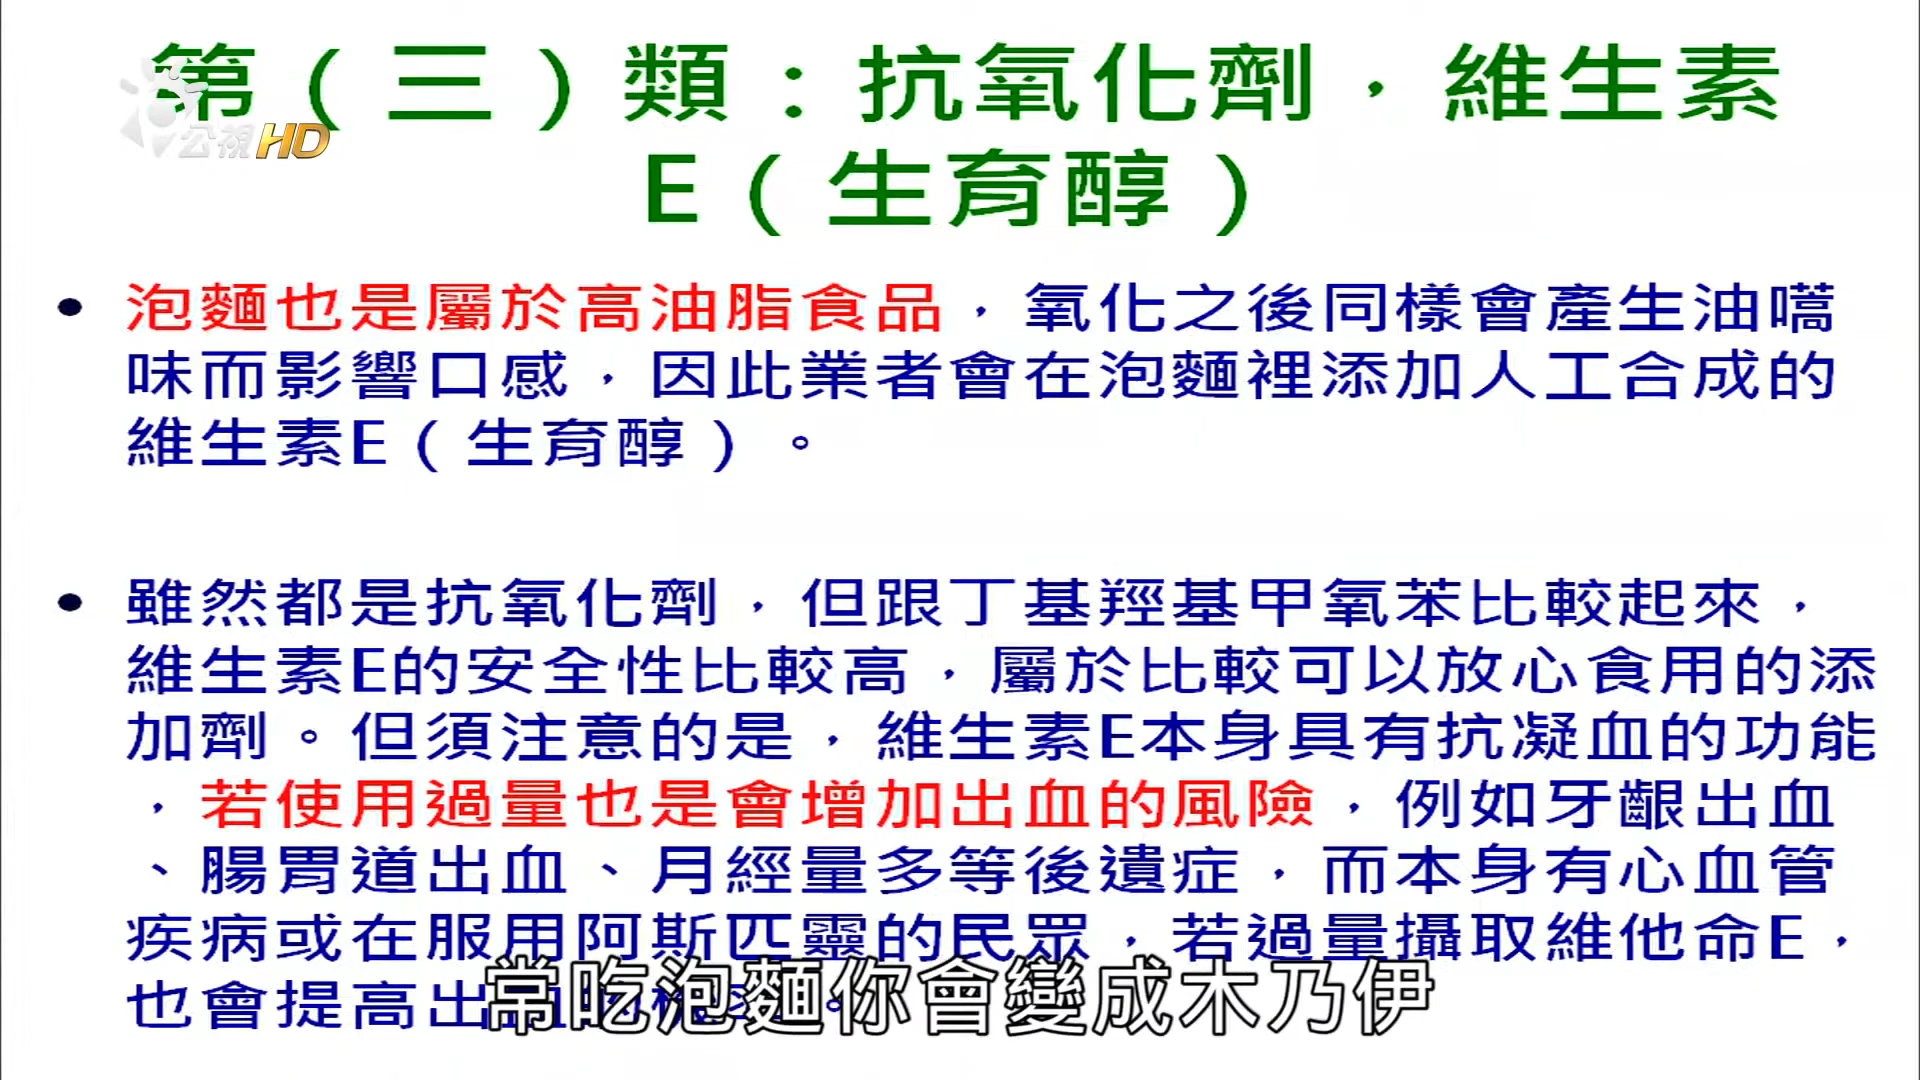 第（三）類：抗氧化劑，維生素
公視HD
E（生育醇）
• 泡麵也是屬於高油脂食品，氧化之後同樣會產生油嚆
味而影響口感，因此業者會在泡麵裡添加人工合成的
維生素E（生育醇）。
• 雖然都是抗氧化劑，但跟丁基羥基甲氧苯比較起來，
維生素E的安全性比較高，屬於比較可以放心食用的添
加劑。但須注意的是，維生素E本身具有抗凝血的功能
，若使用過量也是會增加出血的風險，例如牙齦出血
、腸胃道出血、月經量多等後遺症，而本身有心血管
疾病或在服用阿斯匹靈的民眾，若過量攝取維他命E，
也會提高出
常吃泡麵你會變成木乃伊